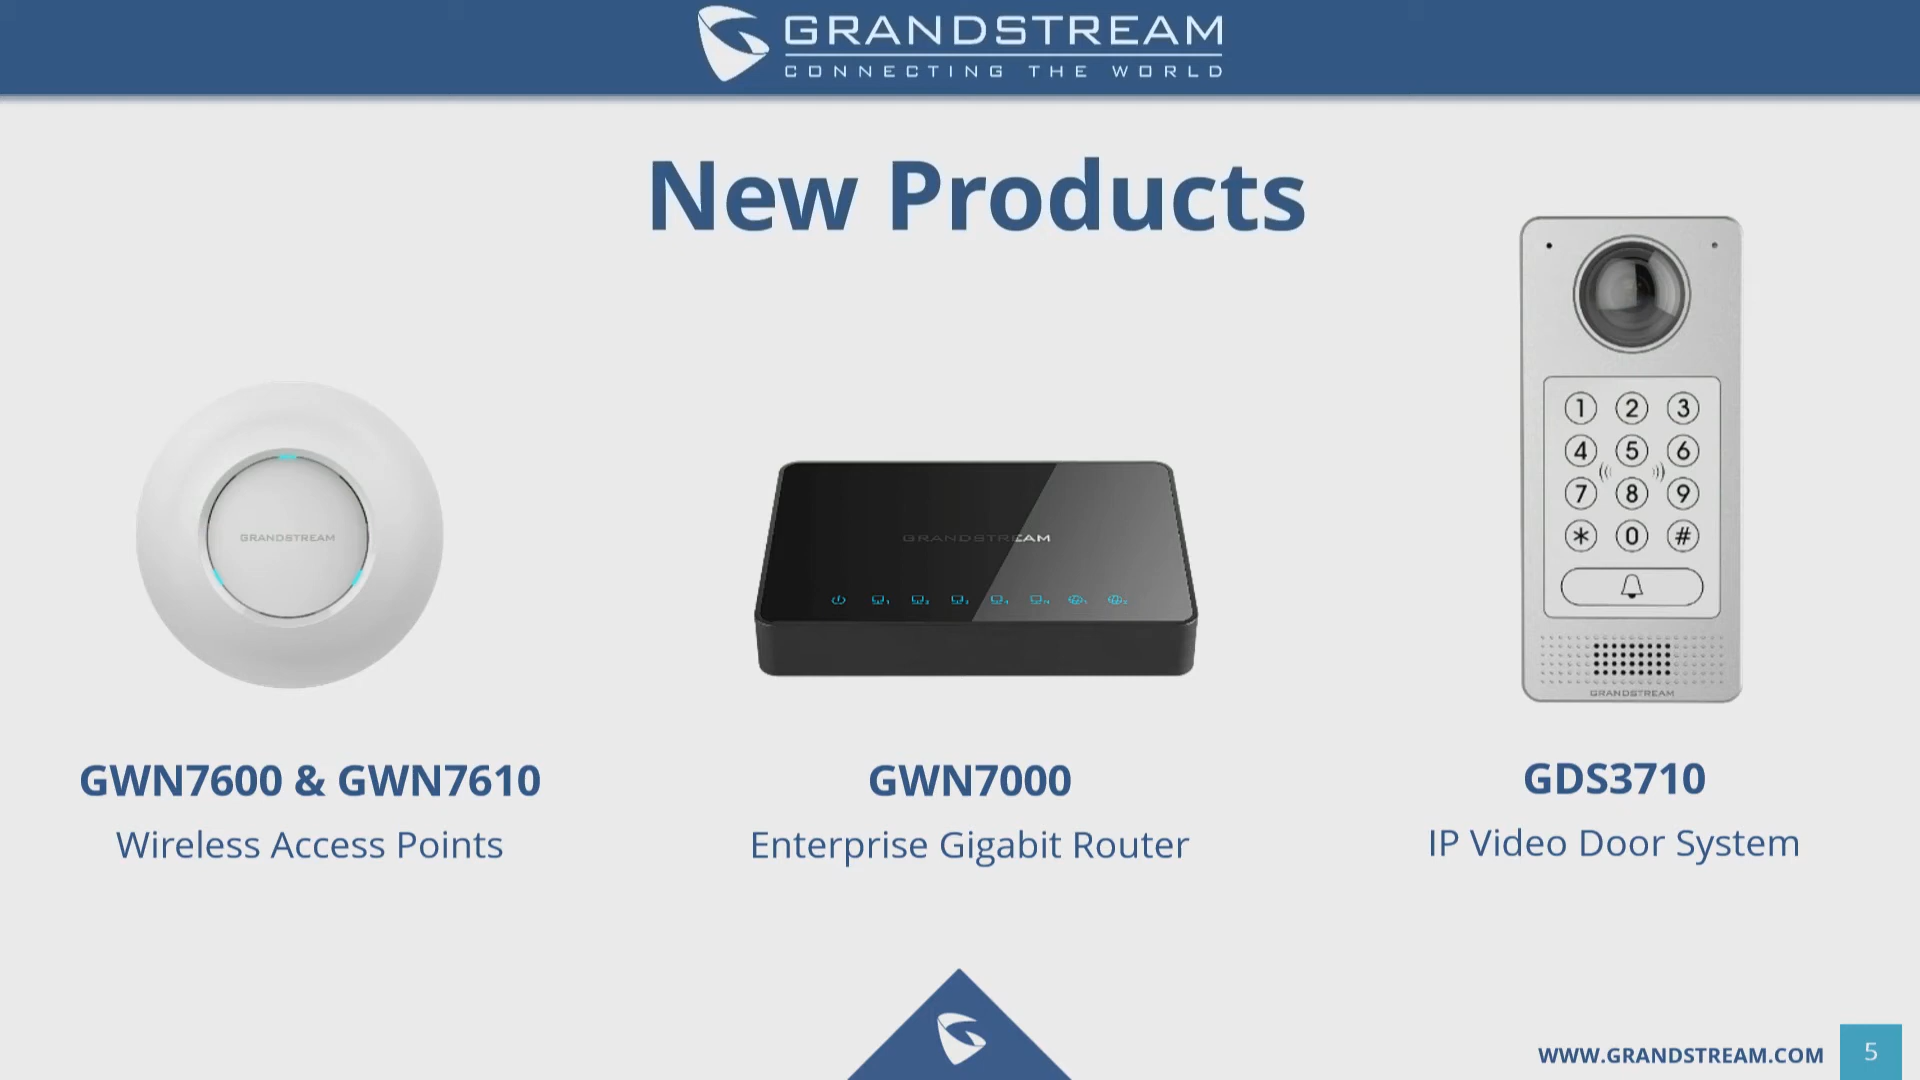 GRANDSTREAM
CONNECTING THE WORLD
New Products
GRANDSTREAM
GRANDSTREAM
1 2 3
4 5 6
7 8 9
* 0 #
GRANDSTREAM
GWN7600 & GWN7610
Wireless Access Points
GWN7000
Enterprise Gigabit Router
GDS3710
IP Video Door System
WWW.GRANDSTREAM.COM
5